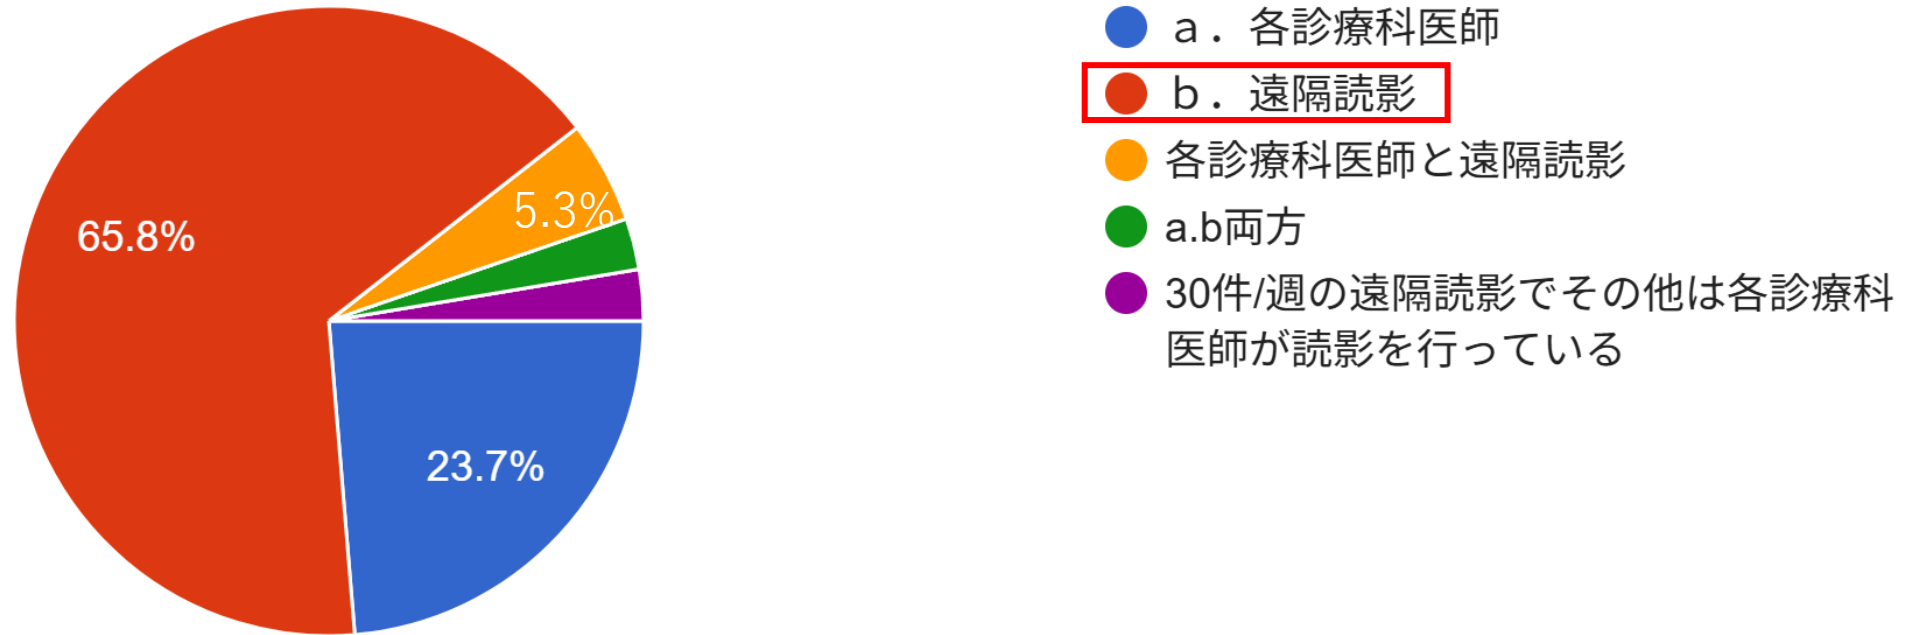 65.8%
5.3%
23.7%
ａ．各診療科医師
ｂ．遠隔読影
各診療科医師と遠隔読影
a.b両方
30件/週の遠隔読影でその他は各診療科
医師が読影を行っている